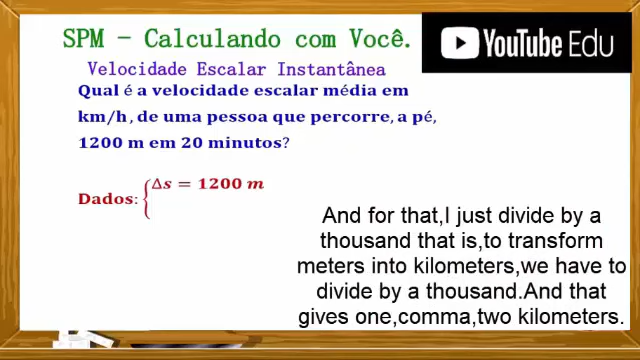 SPM - Calculando com Você.
YouTube Edu
Velocidade Escalar Instantânea
Qual é a velocidade escalar média em
km/h, de uma pessoa que percorre, a pé,
1200 m em 20 minutos?
Dados: { Δs = 1200 m
And for that,I just divide by a
thousand that is,to transform
meters into kilometers,we have to
divide by a thousand.And that
gives one,comma,two kilometers.